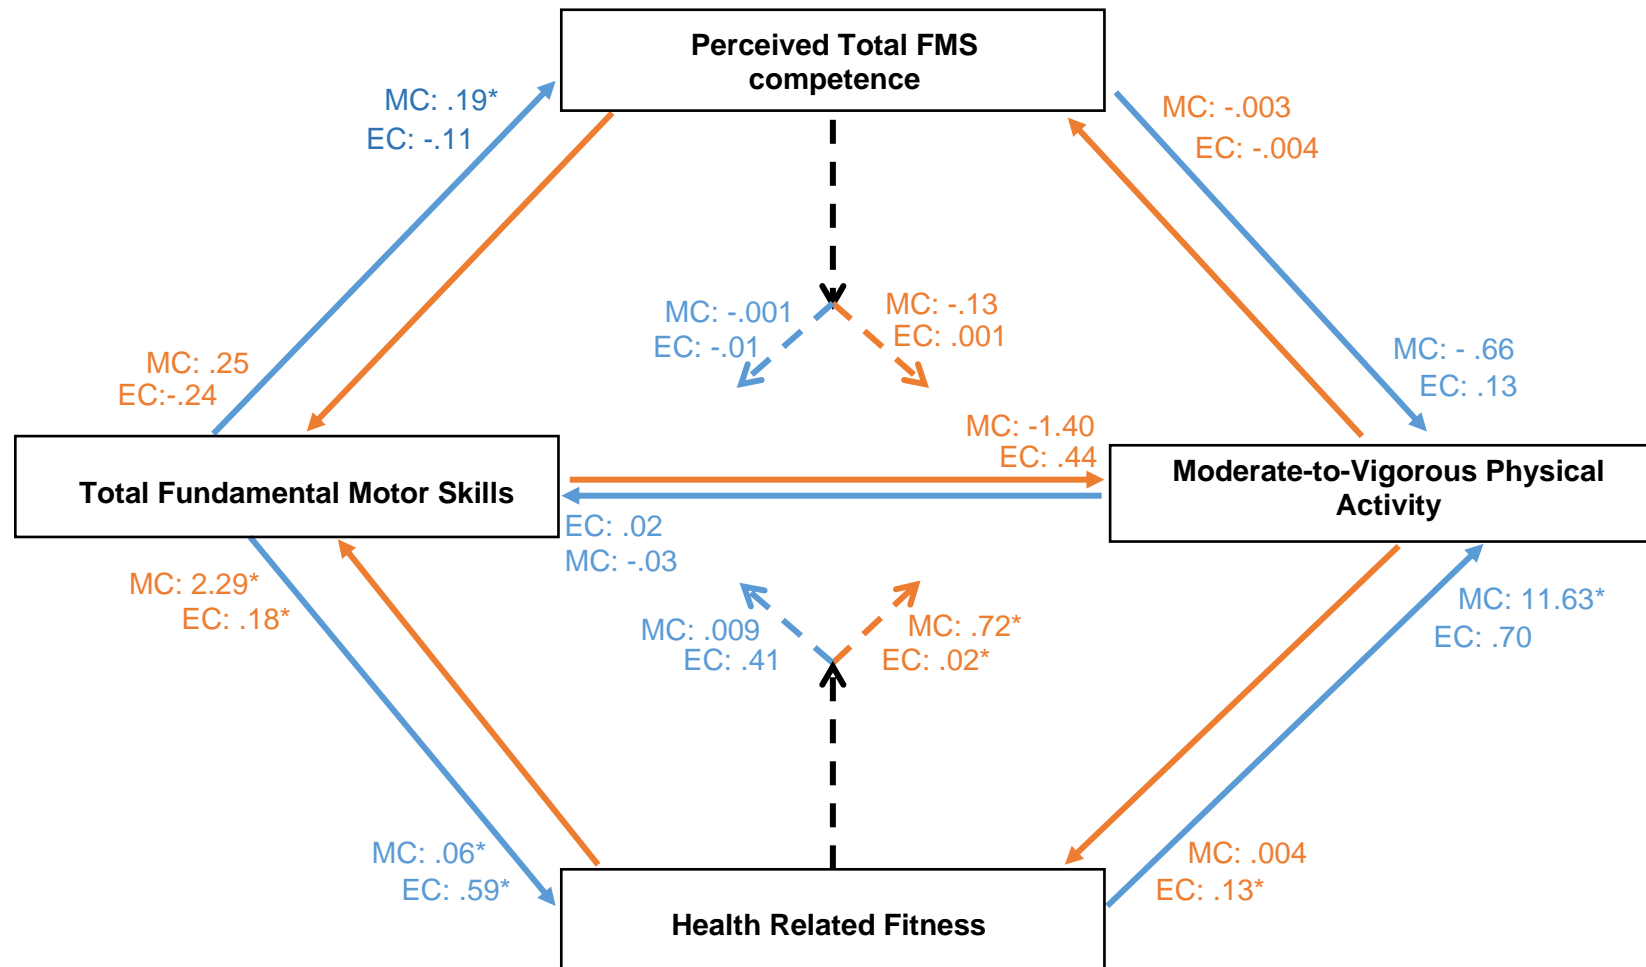 Perceived Total FMS
competence
MC: .19*
EC: -.11
MC: -.003
EC: -.004
MC: -.001
EC: -.01
MC: -.13
EC: .001
MC: .25
EC:-.24
MC: - .66
EC: .13
MC: -1.40
EC: .44
Total Fundamental Motor Skills
Moderate-to-Vigorous Physical
Activity
EC: .02
MC: -.03
MC: 2.29*
EC: .18*
MC: .009
EC: .41
MC: .72*
EC: .02*
MC: 11.63*
EC: .70
MC: .06*
EC: .59*
MC: .004
EC: .13*
Health Related Fitness